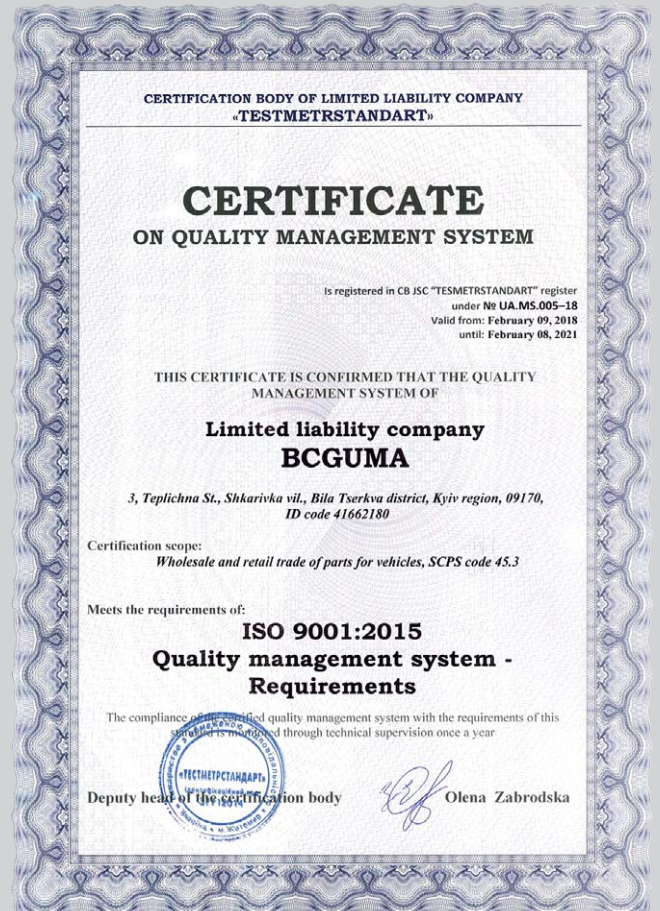 CERTIFICATION BODY OF LIMITED LIABILITY COMPANY
«TESTMETRSTANDART»
CERTIFICATE
ON QUALITY MANAGEMENT SYSTEM
Is registered in CB JSC "TESMETRSTANDART" register
under № UA.MS.005–18
Valid from: February 09, 2018
until: February 08, 2021
THIS CERTIFICATE IS CONFIRMED THAT THE QUALITY
MANAGEMENT SYSTEM OF
Limited liability company
BCGUMA
3, Teplichna St., Shkarivka vil., Bila Tserkva district, Kyiv region, 09170,
ID code 41662180
Certification scope:
Wholesale and retail trade of parts for vehicles, SCPS code 45.3
Meets the requirements of:
ISO 9001:2015
Quality management system -
Requirements
The compliance of the certified quality management system with the requirements of this
standard is monitored through technical supervision once a year
«ТЕСТМЕТРСТАНДАРТ»
Deputy head of the certification body
Olena Zabrodska